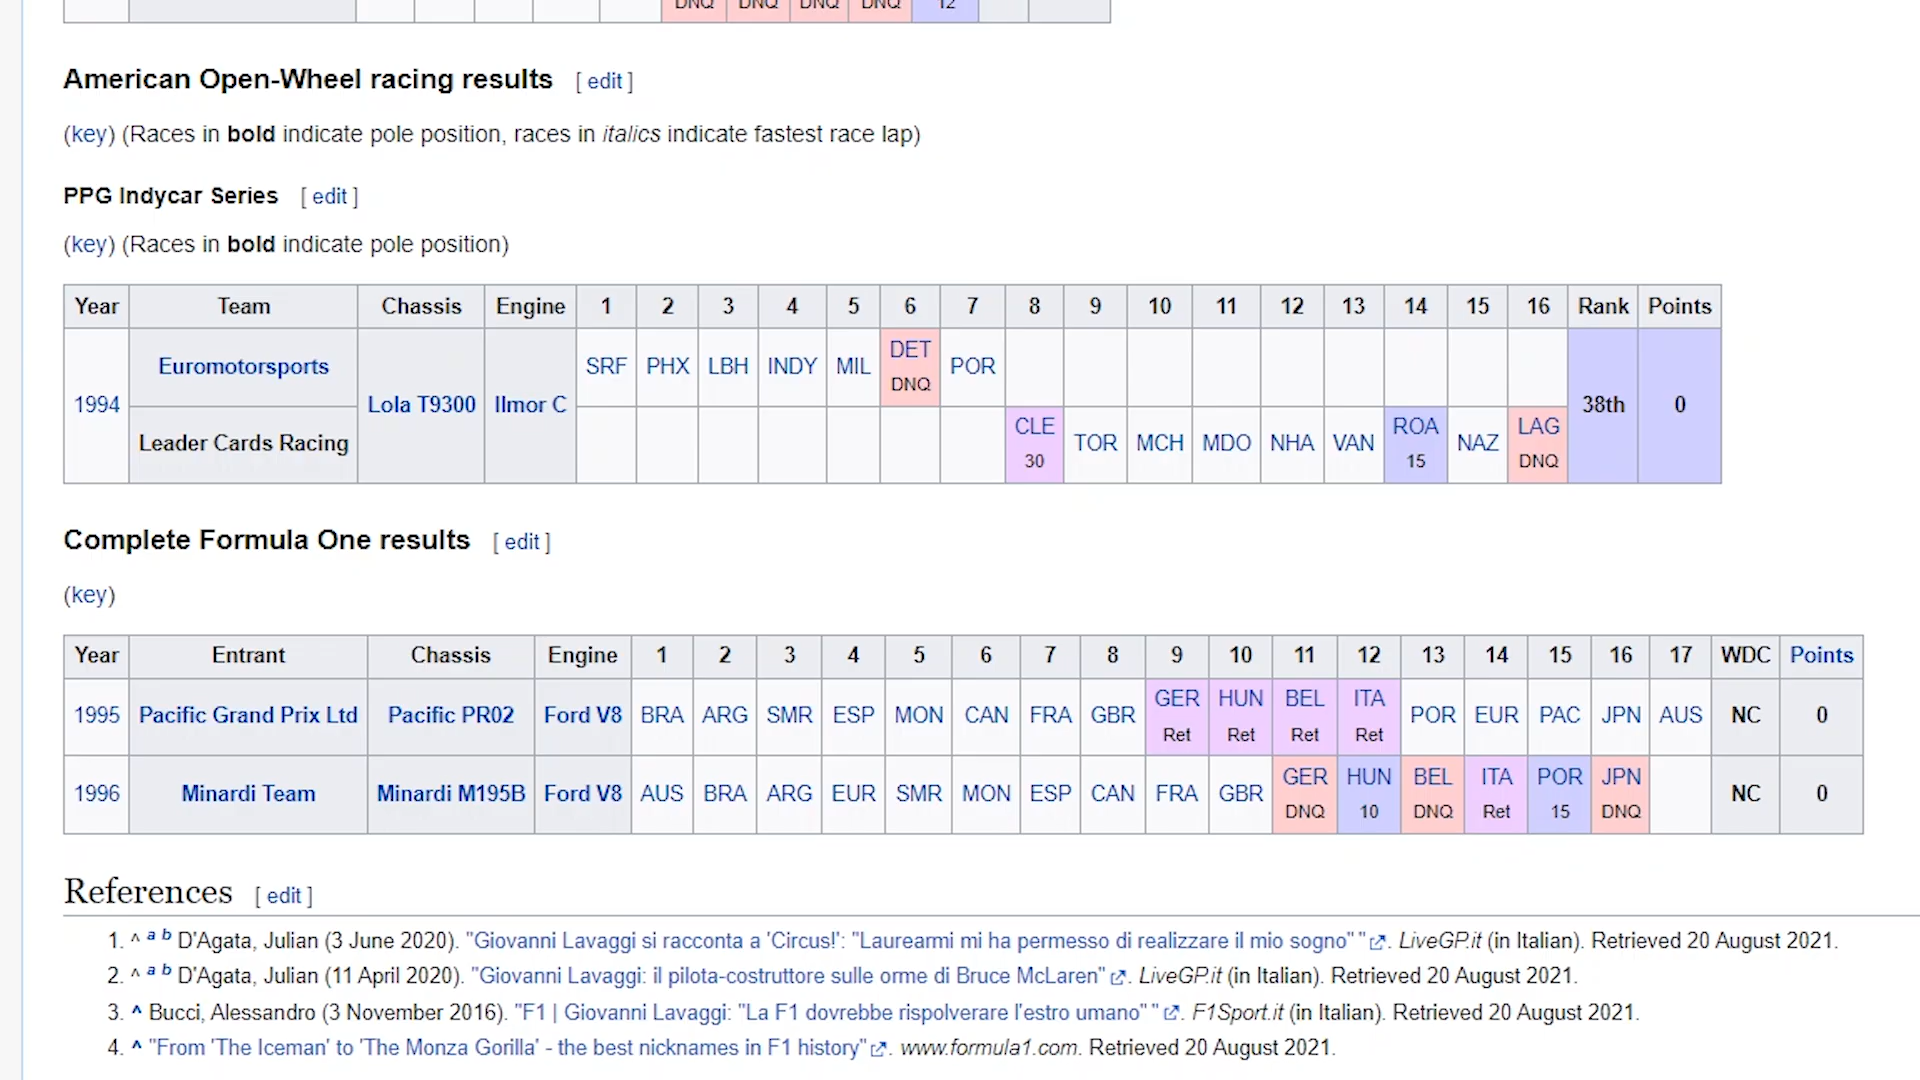 DNQ DNQ DNQ DNQ 12
American Open-Wheel racing results [ edit ]
(key) (Races in bold indicate pole position, races in italics indicate fastest race lap)
PPG Indycar Series [ edit ]
(key) (Races in bold indicate pole position)
Year Team Chassis Engine 1 2 3 4 5 6 7 8 9 10 11 12 13 14 15 16 Rank Points
1994 Euromotorsports Lola T9300 Ilmor C SRF PHX LBH INDY MIL DET DNQ POR 38th 0
Leader Cards Racing CLE 30 TOR MCH MDO NHA VAN ROA 15 NAZ LAG DNQ
Complete Formula One results [ edit ]
(key)
Year Entrant Chassis Engine 1 2 3 4 5 6 7 8 9 10 11 12 13 14 15 16 17 WDC Points
1995 Pacific Grand Prix Ltd Pacific PR02 Ford V8 BRA ARG SMR ESP MON CAN FRA GBR GER Ret HUN Ret BEL Ret ITA Ret POR EUR PAC JPN AUS NC 0
1996 Minardi Team Minardi M195B Ford V8 AUS BRA ARG EUR SMR MON ESP CAN FRA GBR GER DNQ HUN 10 BEL DNQ ITA Ret POR 15 JPN DNQ NC 0
References [ edit ]
1. ^ a b D'Agata, Julian (3 June 2020). "Giovanni Lavaggi si racconta a 'Circus!': "Laurearmi mi ha permesso di realizzare il mio sogno" ". LiveGP.it (in Italian). Retrieved 20 August 2021.
2. ^ a b D'Agata, Julian (11 April 2020). "Giovanni Lavaggi: il pilota-costruttore sulle orme di Bruce McLaren". LiveGP.it (in Italian). Retrieved 20 August 2021.
3. ^ Bucci, Alessandro (3 November 2016). "F1 | Giovanni Lavaggi: "La F1 dovrebbe rispolverare l'estro umano" ". F1Sport.it (in Italian). Retrieved 20 August 2021.
4. ^ "From 'The Iceman' to 'The Monza Gorilla' - the best nicknames in F1 history". www.formula1.com. Retrieved 20 August 2021.